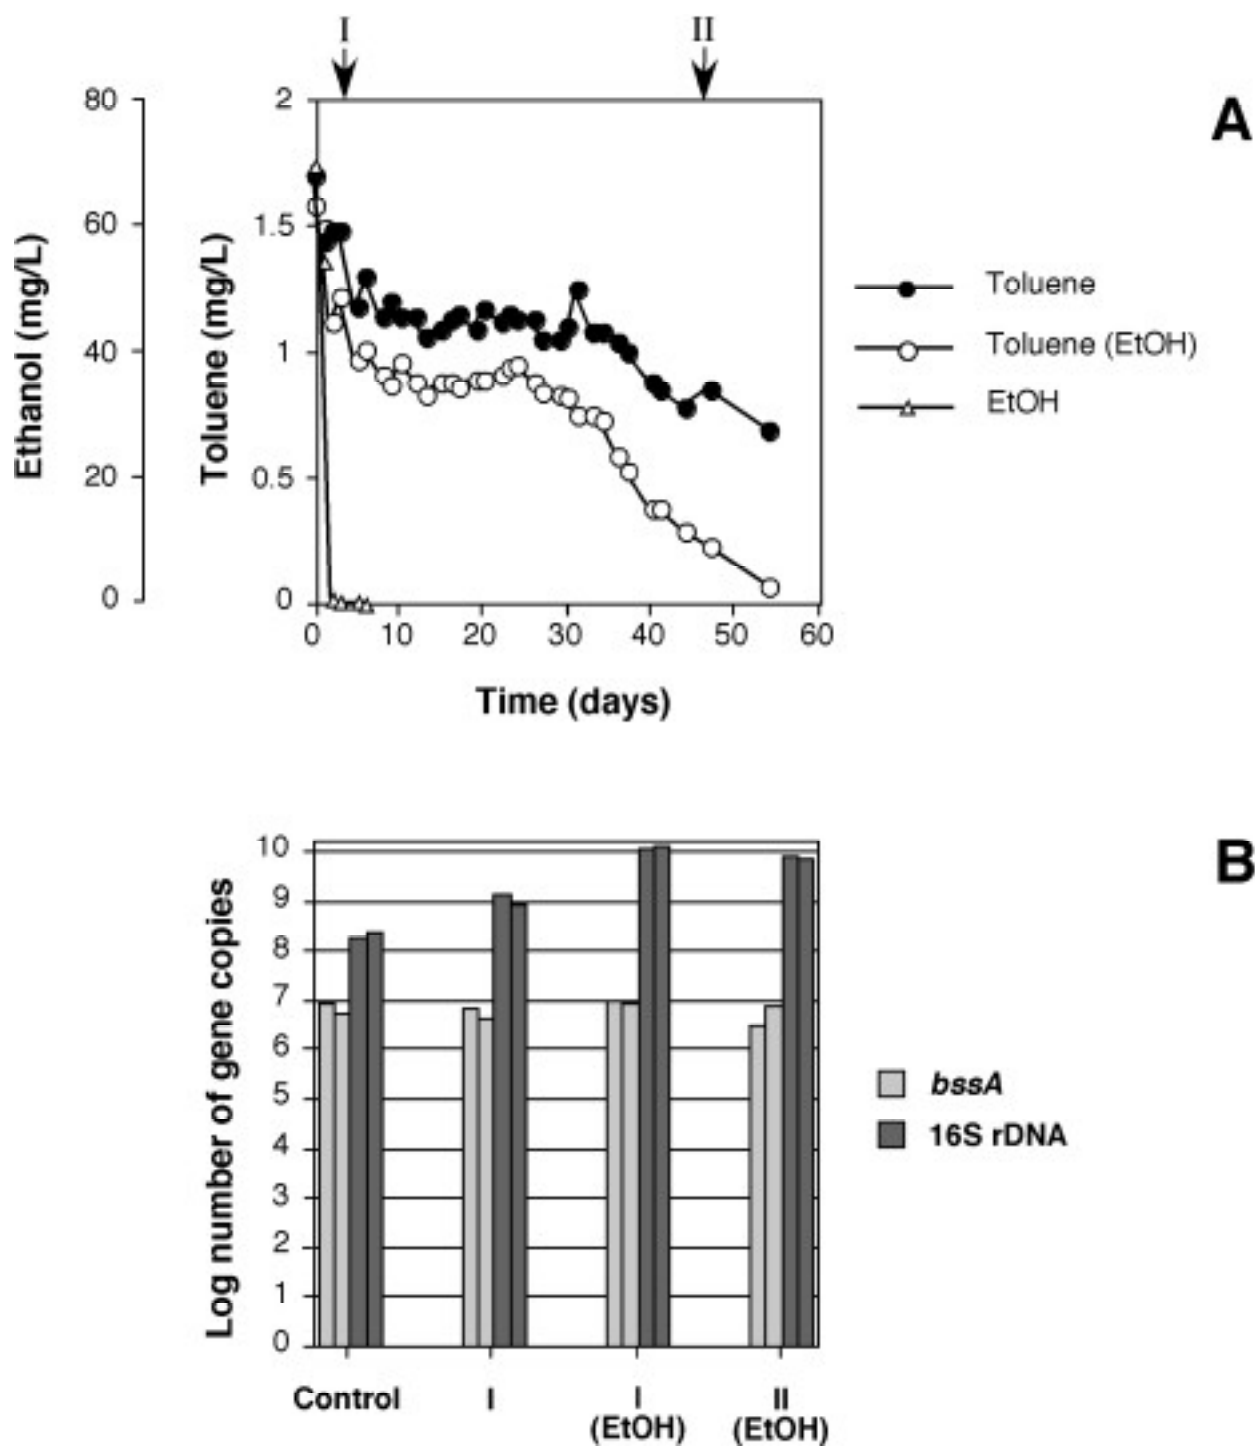 I
II
A
80
60
40
20
0
Ethanol (mg/L)
2
1.5
1
0.5
0
Toluene (mg/L)
0 10 20 30 40 50 60
Time (days)
Toluene
Toluene (EtOH)
EtOH
B
10
9
8
7
6
5
4
3
2
1
0
Log number of gene copies
Control I I II
(EtOH) (EtOH)
bssA
16S rDNA